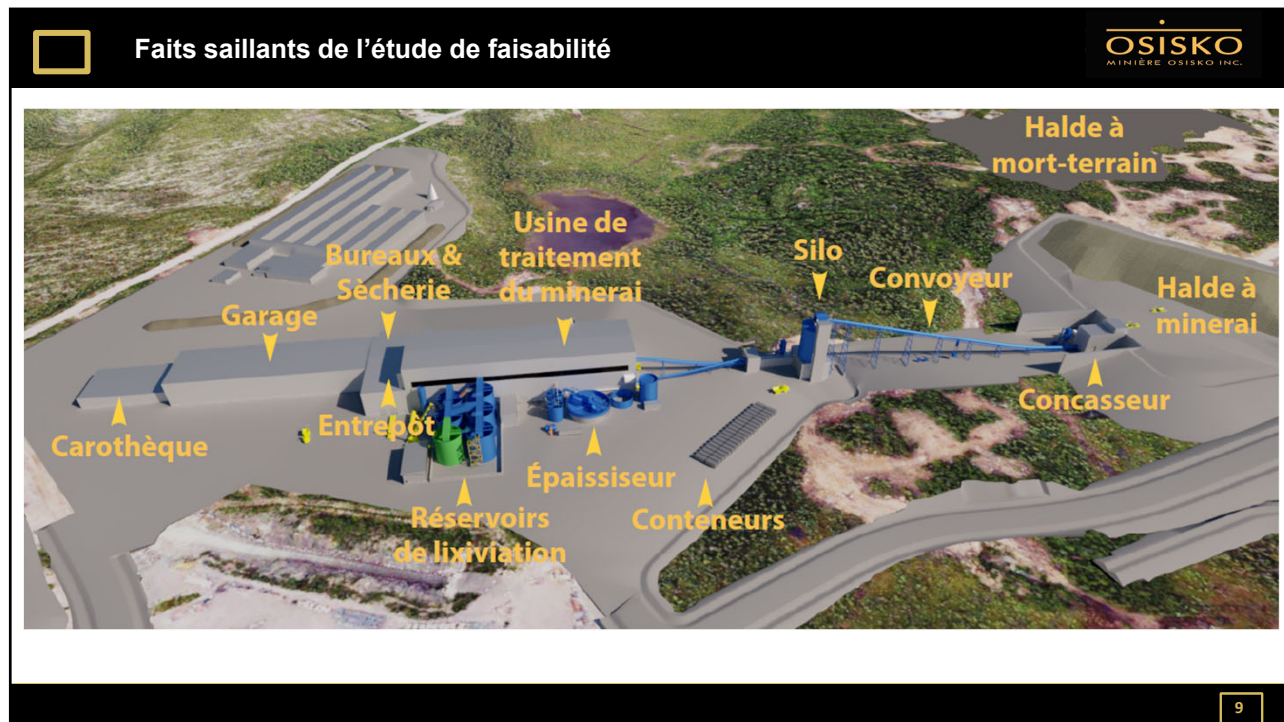 Faits saillants de l’étude de faisabilité
OSISKO
MINIÈRE OSISKO INC.
Halde à
mort-terrain
Usine de
traitement
du minerai
Bureaux &
Sècherie
Silo
Convoyeur
Halde à
minerai
Garage
Concasseur
Entrepôt
Carothèque
Épaissiseur
Réservoirs
de lixiviation
Conteneurs
9